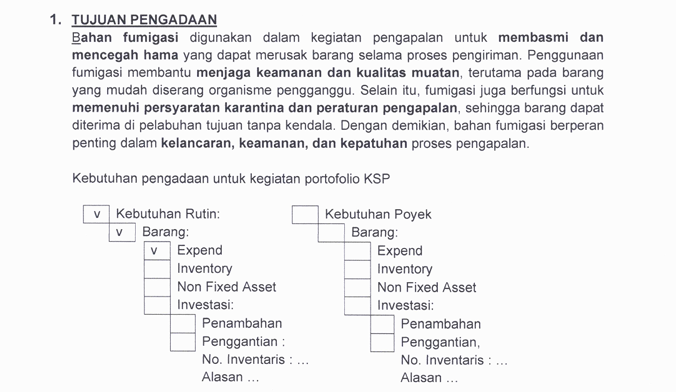 1. TUJUAN PENGADAAN
Bahan fumigasi digunakan dalam kegiatan pengapalan untuk membasmi dan
mencegah hama yang dapat merusak barang selama proses pengiriman. Penggunaan
fumigasi membantu menjaga keamanan dan kualitas muatan, terutama pada barang
yang mudah diserang organisme pengganggu. Selain itu, fumigasi juga berfungsi untuk
memenuhi persyaratan karantina dan peraturan pengapalan, sehingga barang dapat
diterima di pelabuhan tujuan tanpa kendala. Dengan demikian, bahan fumigasi berperan
penting dalam kelancaran, keamanan, dan kepatuhan proses pengapalan.
Kebutuhan pengadaan untuk kegiatan portofolio KSP
v Kebutuhan Rutin:
v Barang:
v Expend
Inventory
Non Fixed Asset
Investasi:
Penambahan
Penggantian :
No. Inventaris : ...
Alasan ...
Kebutuhan Poyek
Barang:
Expend
Inventory
Non Fixed Asset
Investasi:
Penambahan
Penggantian,
No. Inventaris : ...
Alasan ...